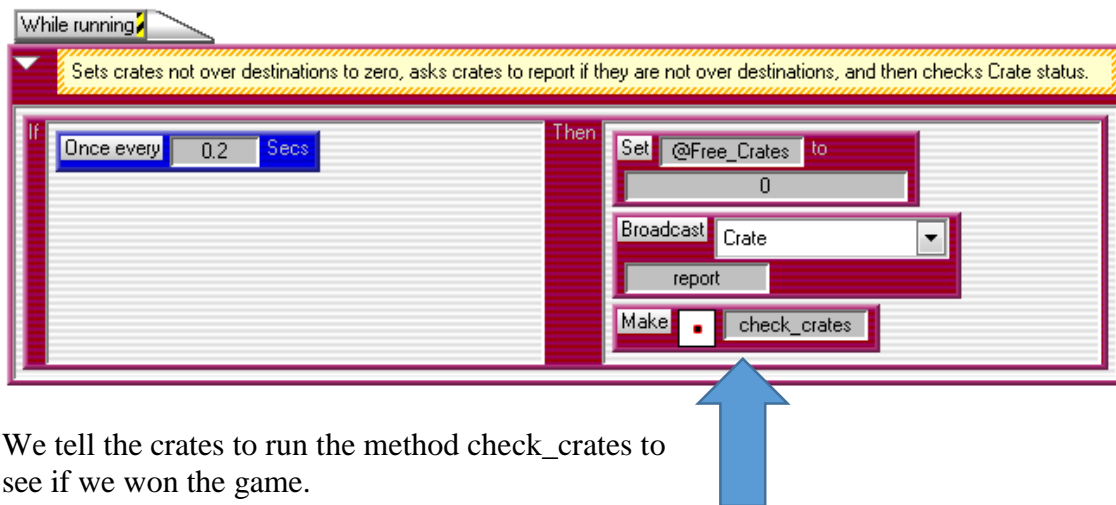 While running
Sets crates not over destinations to zero, asks crates to report if they are not over destinations, and then checks Crate status.
If
Once every 0.2 Secs
Then
Set @Free_Crates to
0
Broadcast Crate
report
Make check_crates
We tell the crates to run the method check_crates to
see if we won the game.